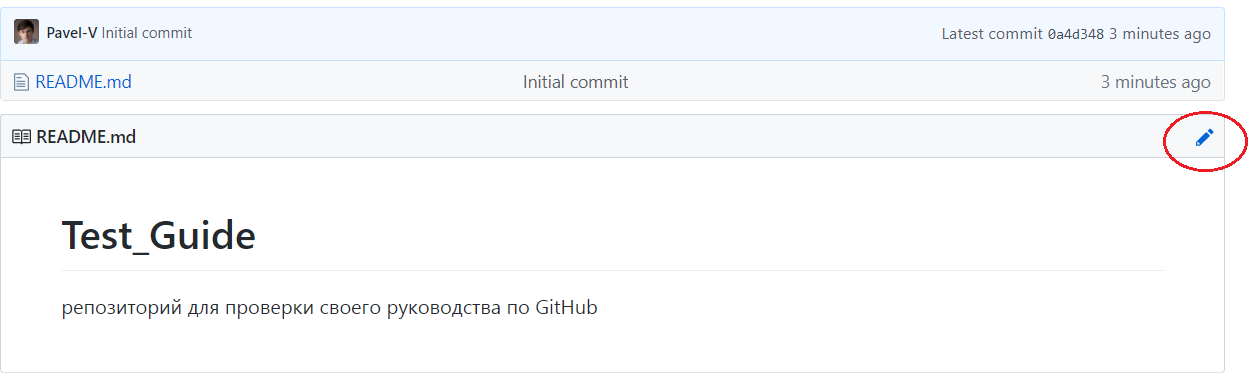 Pavel-V Initial commit Latest commit 0a4d348 3 minutes ago
README.md Initial commit 3 minutes ago
README.md
Test_Guide
репозиторий для проверки своего руководства по GitHub